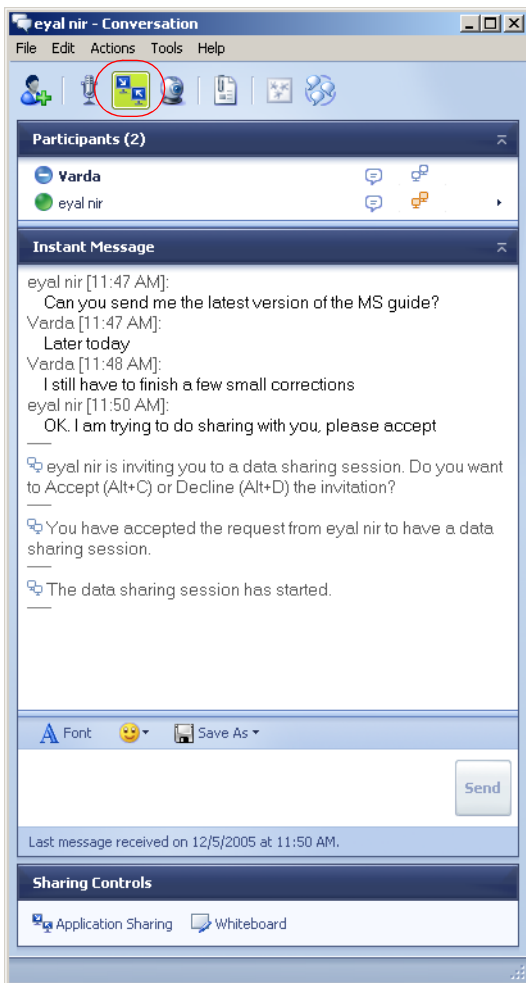 eyal nir - Conversation
File Edit Actions Tools Help
Participants (2)
Varda
eyal nir
Instant Message
eyal nir [11:47 AM]:
Can you send me the latest version of the MS guide?
Varda [11:47 AM]:
Later today
Varda [11:48 AM]:
I still have to finish a few small corrections
eyal nir [11:50 AM]:
OK. I am trying to do sharing with you, please accept
eyal nir is inviting you to a data sharing session. Do you want
to Accept (Alt+C) or Decline (Alt+D) the invitation?
You have accepted the request from eyal nir to have a data
sharing session.
The data sharing session has started.
A Font Save As
Send
Last message received on 12/5/2005 at 11:50 AM.
Sharing Controls
Application Sharing Whiteboard